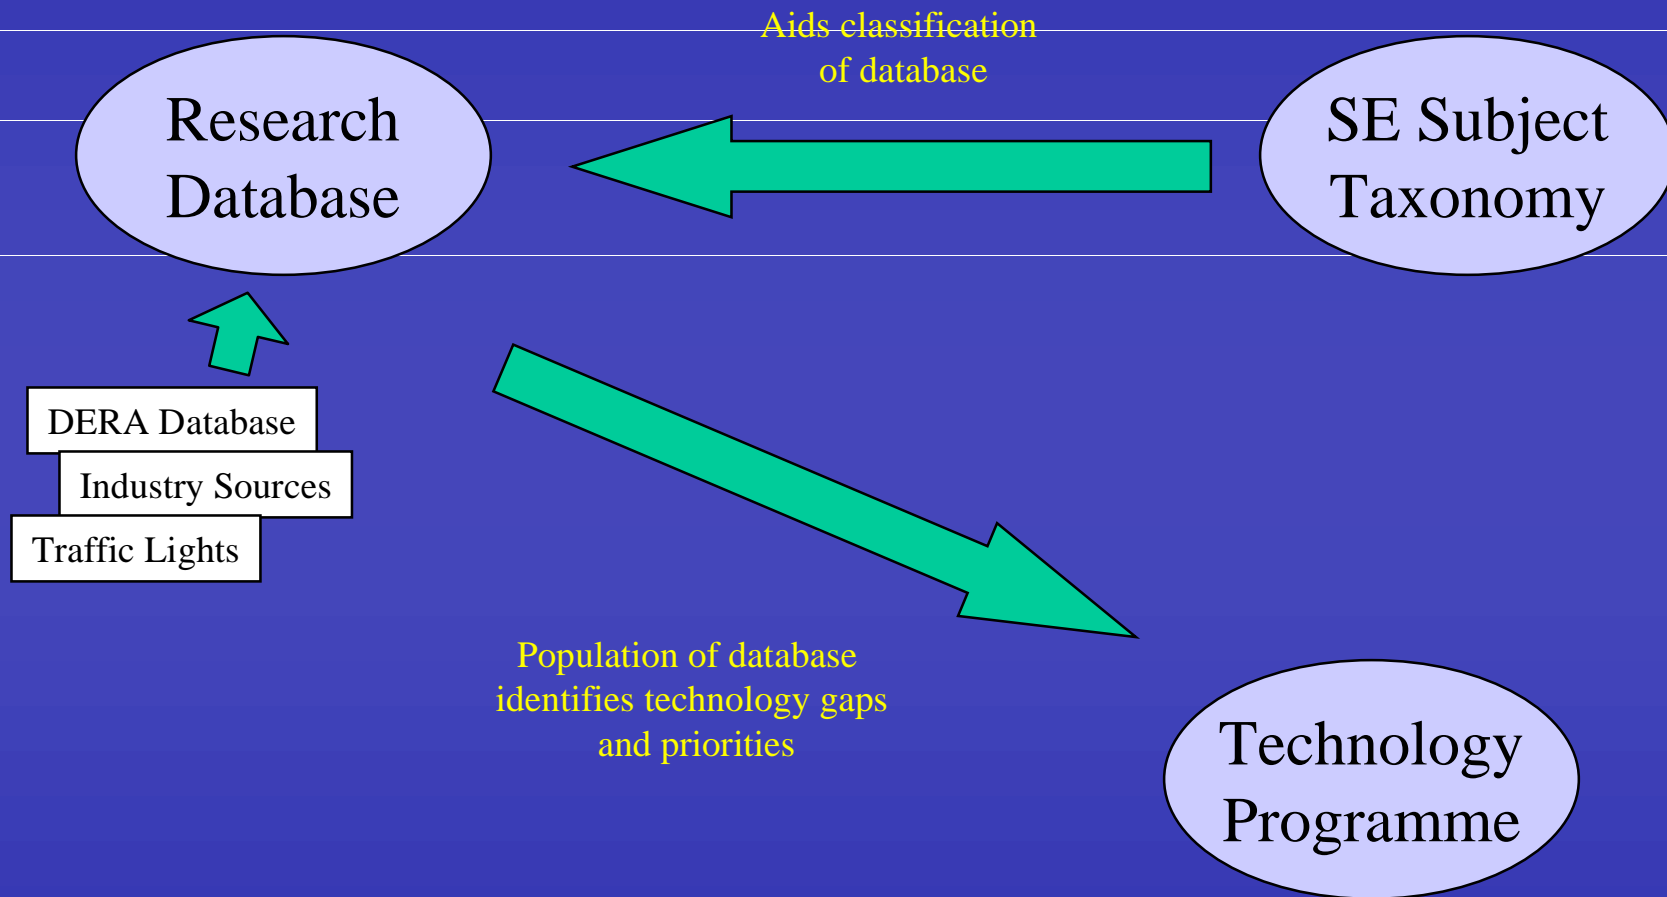 Aids classification
of database
Research
Database
SE Subject
Taxonomy
DERA Database
Industry Sources
Traffic Lights
Population of database
identifies technology gaps
and priorities
Technology
Programme